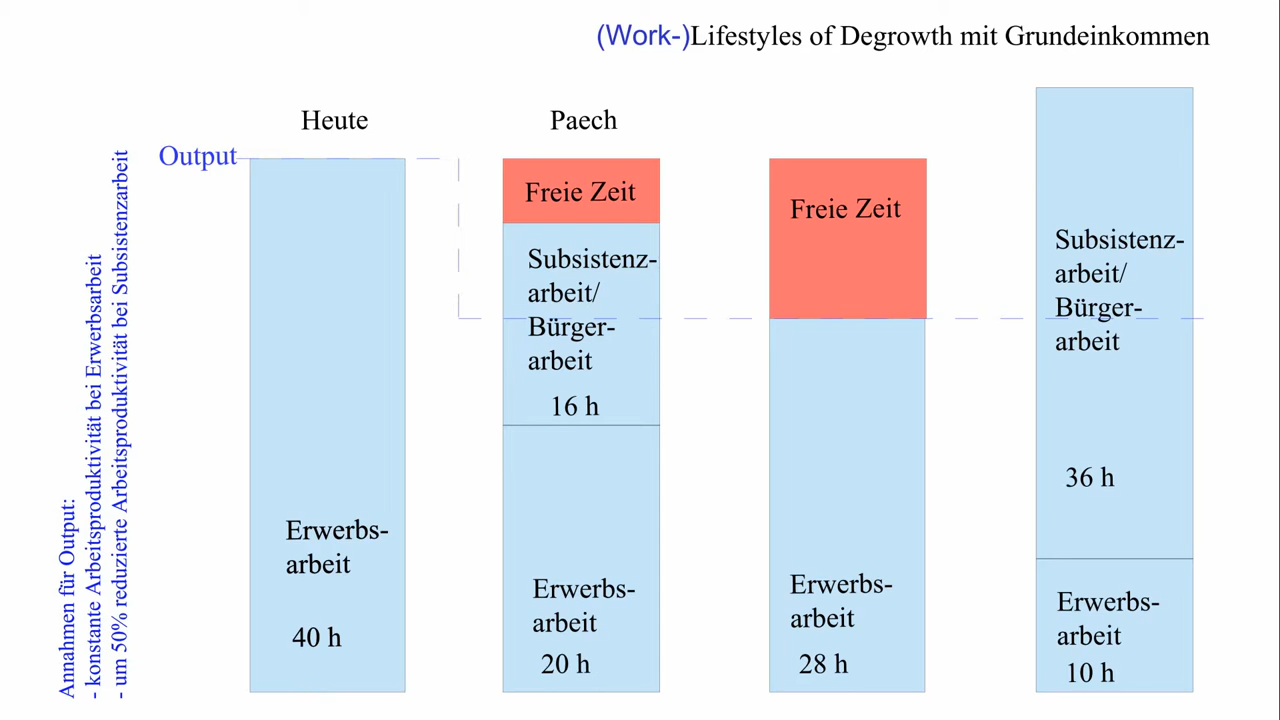 (Work-)Lifestyles of Degrowth mit Grundeinkommen
Heute
Paech
Output
Annahmen für Output:
- konstante Arbeitsproduktivität bei Erwerbsarbeit
- um 50% reduzierte Arbeitsproduktivität bei Subsistenzarbeit
Erwerbs-
arbeit
40 h
Freie Zeit
Subsistenz-
arbeit/
Bürger-
arbeit
16 h
Erwerbs-
arbeit
20 h
Freie Zeit
Erwerbs-
arbeit
28 h
Subsistenz-
arbeit/
Bürger-
arbeit
36 h
Erwerbs-
arbeit
10 h